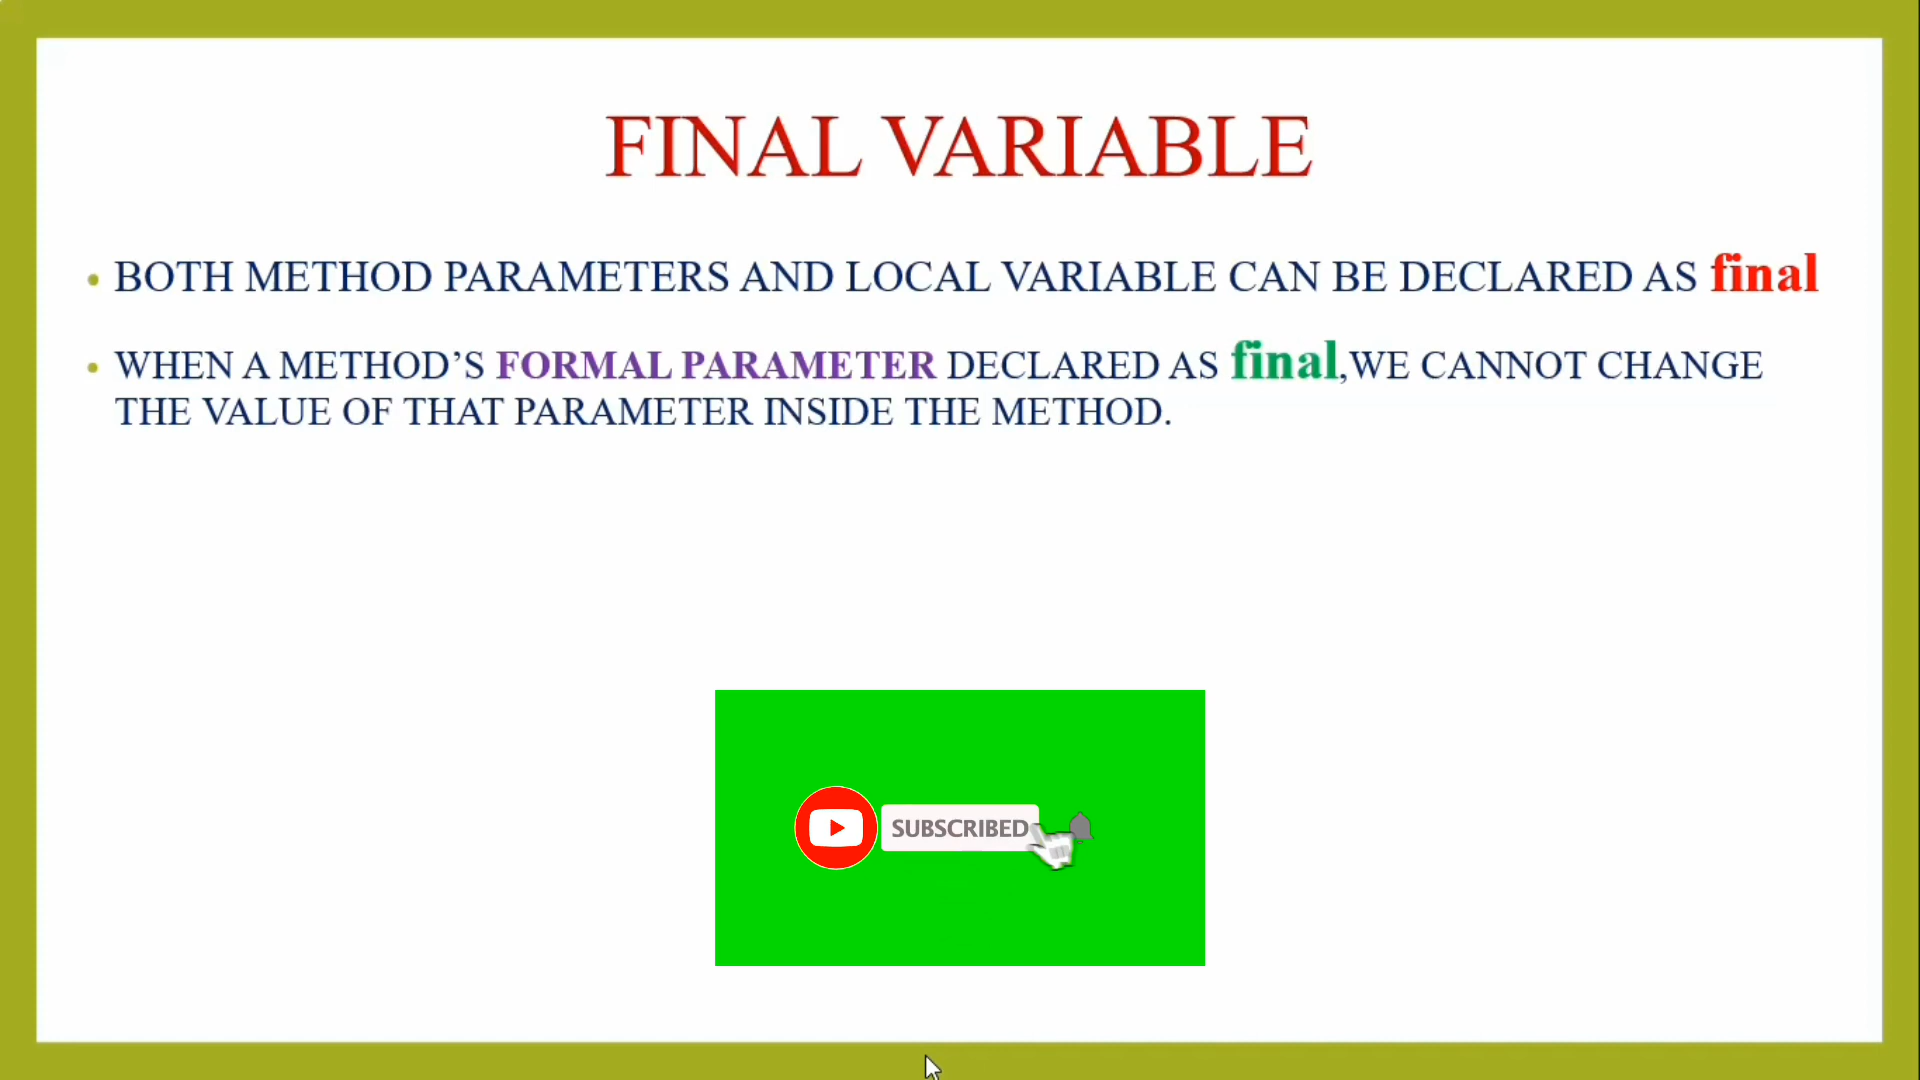 FINAL VARIABLE
• BOTH METHOD PARAMETERS AND LOCAL VARIABLE CAN BE DECLARED AS final
• WHEN A METHOD’S FORMAL PARAMETER DECLARED AS final,WE CANNOT CHANGE
THE VALUE OF THAT PARAMETER INSIDE THE METHOD.
SUBSCRIBED